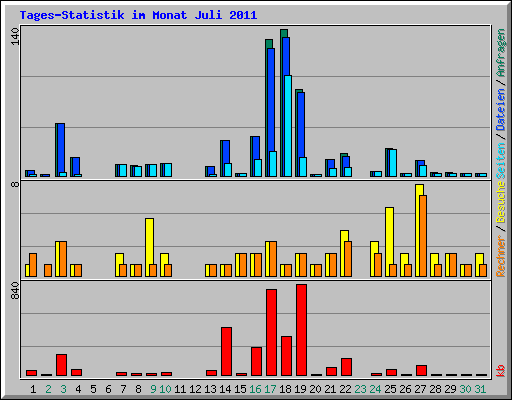 Tages-Statistik im Monat Juli 2011
140
8
840
Rechner / Besuche Seiten / Dateien / Anfragen
kb
1 2 3 4 5 6 7 8 9 10 11 12 13 14 15 16 17 18 19 20 21 22 23 24 25 26 27 28 29 30 31